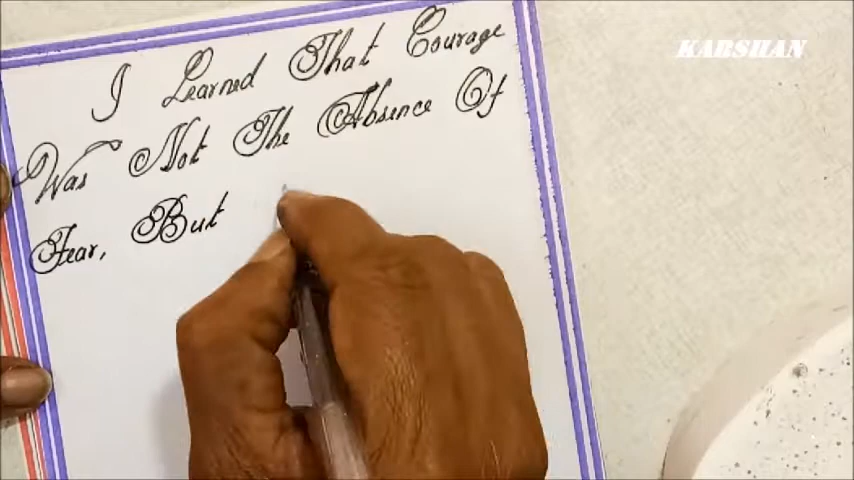 KARSHAN
I Learned That Courage
Was Not The Absence Of
Fear, But